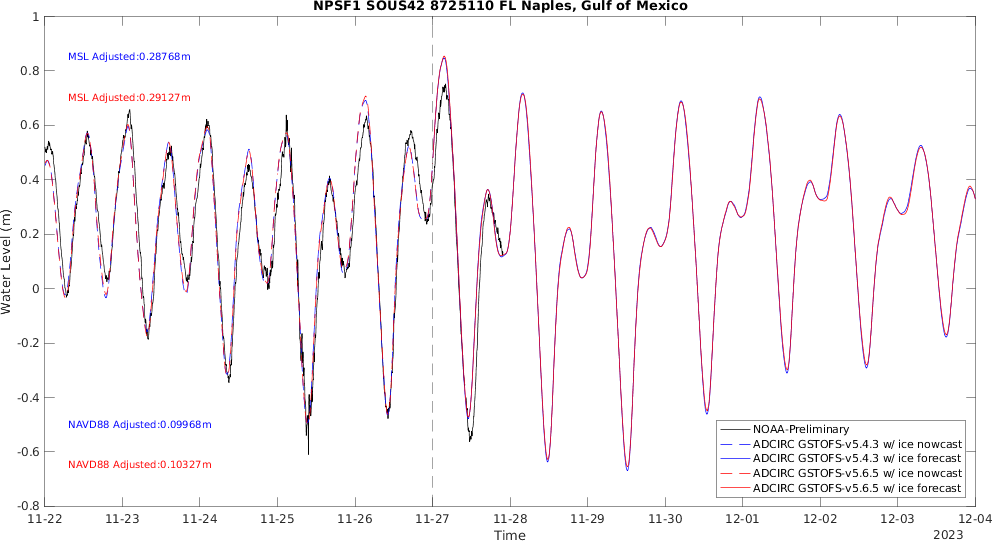 NPSF1 SOUS42 8725110 FL Naples, Gulf of Mexico
1
0.8
0.6
0.4
0.2
0
-0.2
-0.4
-0.6
-0.8
Water Level (m)
MSL Adjusted:0.28768m
MSL Adjusted:0.29127m
NAVD88 Adjusted:0.09968m
NAVD88 Adjusted:0.10327m
NOAA-Preliminary
ADCIRC GSTOFS-v5.4.3 w/ ice nowcast
ADCIRC GSTOFS-v5.4.3 w/ ice forecast
ADCIRC GSTOFS-v5.6.5 w/ ice nowcast
ADCIRC GSTOFS-v5.6.5 w/ ice forecast
11-22 11-23 11-24 11-25 11-26 11-27 11-28 11-29 11-30 12-01 12-02 12-03 12-04
Time
2023